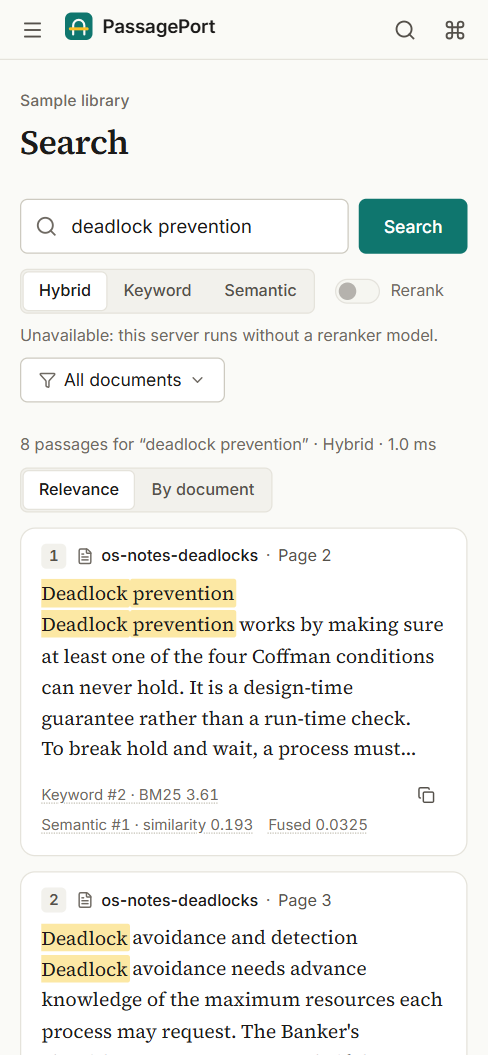 PassagePort
Sample library
Search
deadlock prevention
Search
Hybrid Keyword Semantic Rerank
Unavailable: this server runs without a reranker model.
All documents
8 passages for “deadlock prevention” · Hybrid · 1.0 ms
Relevance By document
1 os-notes-deadlocks · Page 2
Deadlock prevention
Deadlock prevention works by making sure
at least one of the four Coffman conditions
can never hold. It is a design-time
guarantee rather than a run-time check.
To break hold and wait, a process must...
Keyword #2 · BM25 3.61
Semantic #1 · similarity 0.193 Fused 0.0325
2 os-notes-deadlocks · Page 3
Deadlock avoidance and detection
Deadlock avoidance needs advance
knowledge of the maximum resources each
process may request. The Banker's